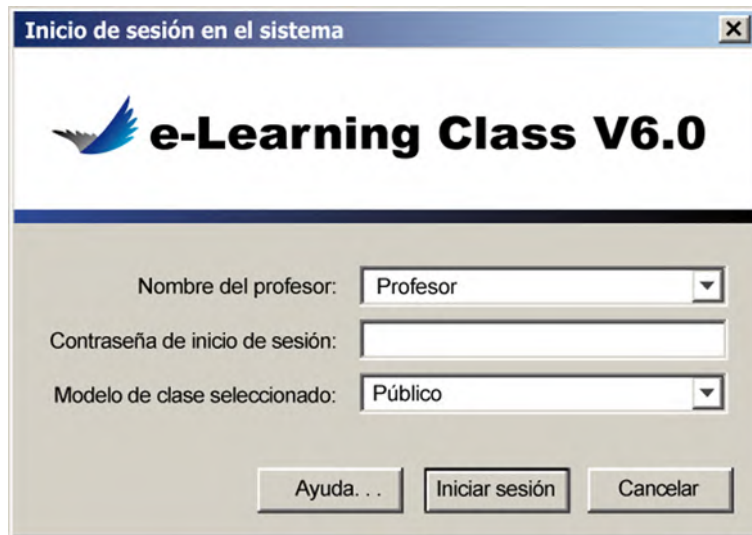 Inicio de sesión en el sistema
e-Learning Class V6.0
Nombre del profesor: Profesor
Contraseña de inicio de sesión:
Modelo de clase seleccionado: Público
Ayuda. . . Iniciar sesión Cancelar